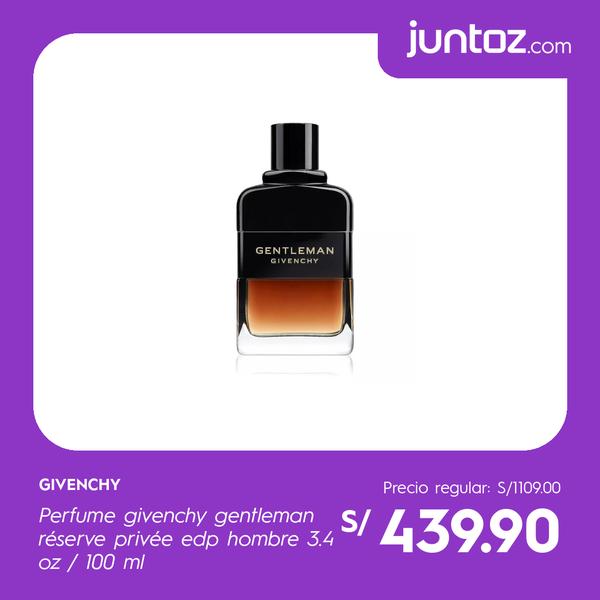 juntoz.com
GENTLEMAN
GIVENCHY
GIVENCHY
Perfume givenchy gentleman
réserve privée edp hombre 3.4
oz / 100 ml
Precio regular: S/1109.00
S/ 439.90